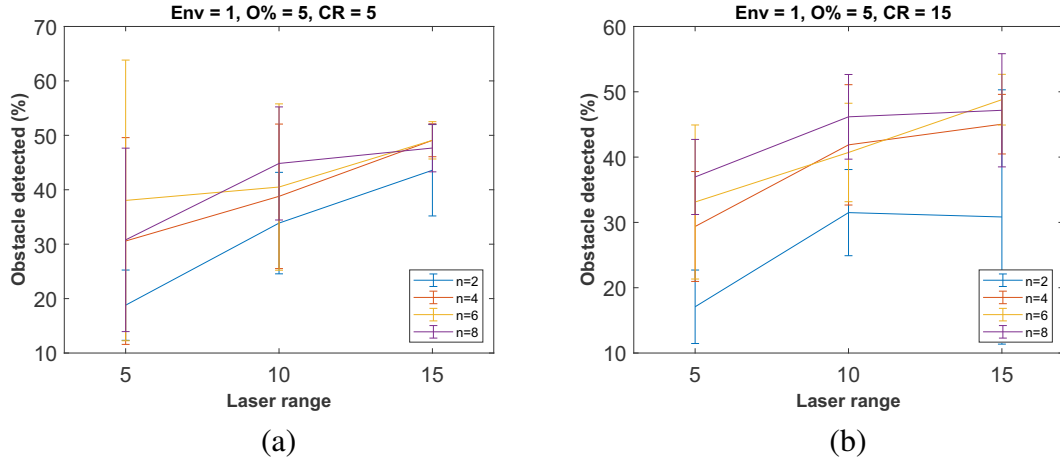 Env = 1, O% = 5, CR = 5
70
60
50
40
30
20
10
Obstacle detected (%)
5
10
15
Laser range
n=2
n=4
n=6
n=8
(a)
Env = 1, O% = 5, CR = 15
60
50
40
30
20
10
Obstacle detected (%)
5
10
15
Laser range
n=2
n=4
n=6
n=8
(b)